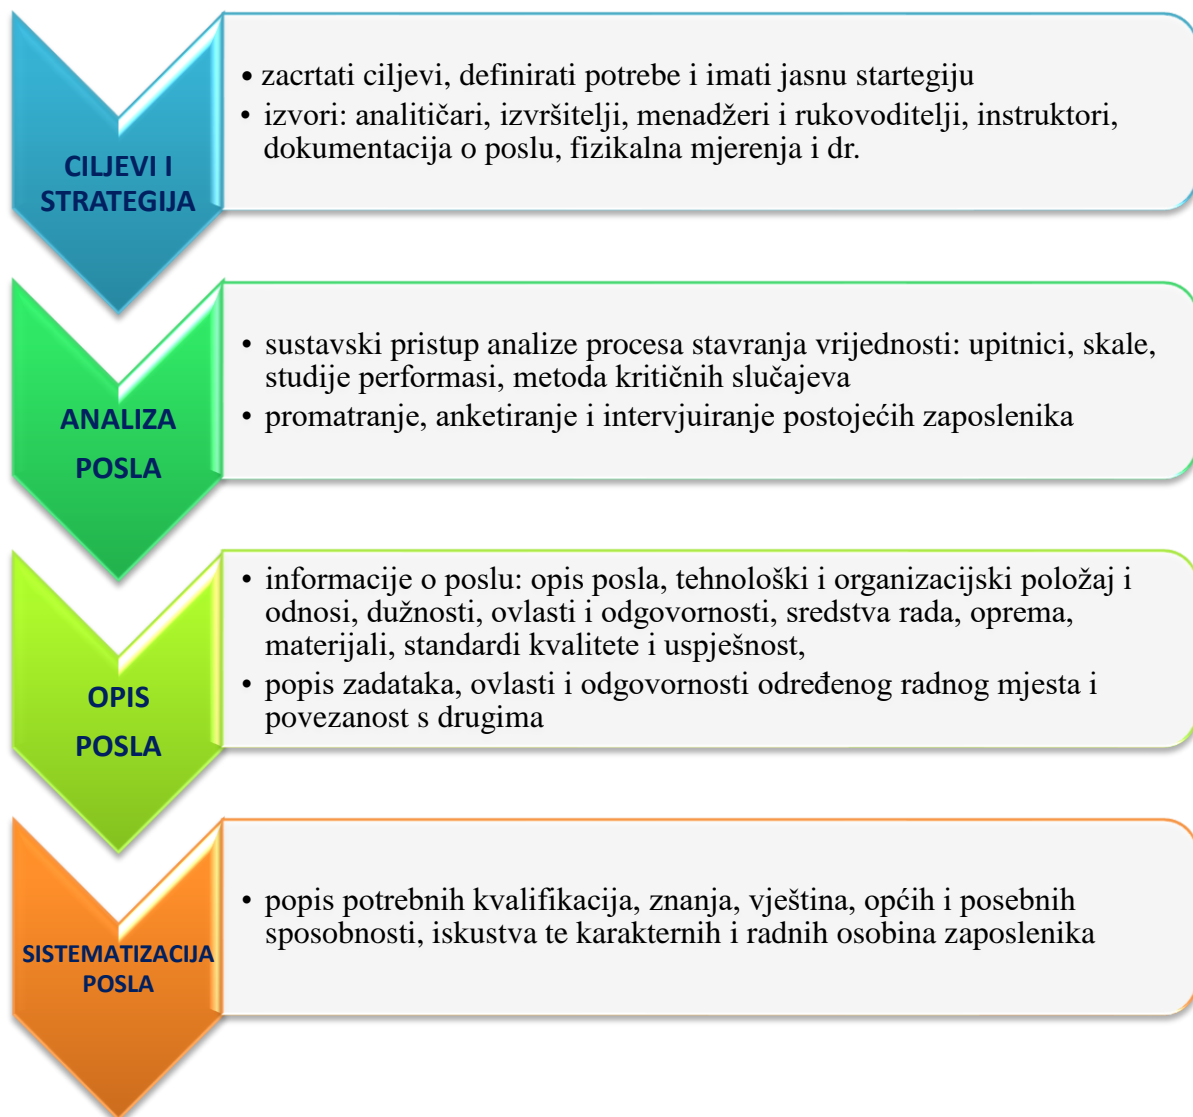 CILJEVI I
STRATEGIJA
• zacrtati ciljevi, definirati potrebe i imati jasnu startegiju
• izvori: analitičari, izvršitelji, menadžeri i rukovoditelji, instruktori,
dokumentacija o poslu, fizikalna mjerenja i dr.
ANALIZA
POSLA
• sustavski pristup analize procesa stavranja vrijednosti: upitnici, skale,
studije performasi, metoda kritičnih slučajeva
• promatranje, anketiranje i intervjuiranje postojećih zaposlenika
OPIS
POSLA
• informacije o poslu: opis posla, tehnološki i organizacijski položaj i
odnosi, dužnosti, ovlasti i odgovornosti, sredstva rada, oprema,
materijali, standardi kvalitete i uspješnost,
• popis zadataka, ovlasti i odgovornosti određenog radnog mjesta i
povezanost s drugima
SISTEMATIZACIJA
POSLA
• popis potrebnih kvalifikacija, znanja, vještina, općih i posebnih
sposobnosti, iskustva te karakternih i radnih osobina zaposlenika